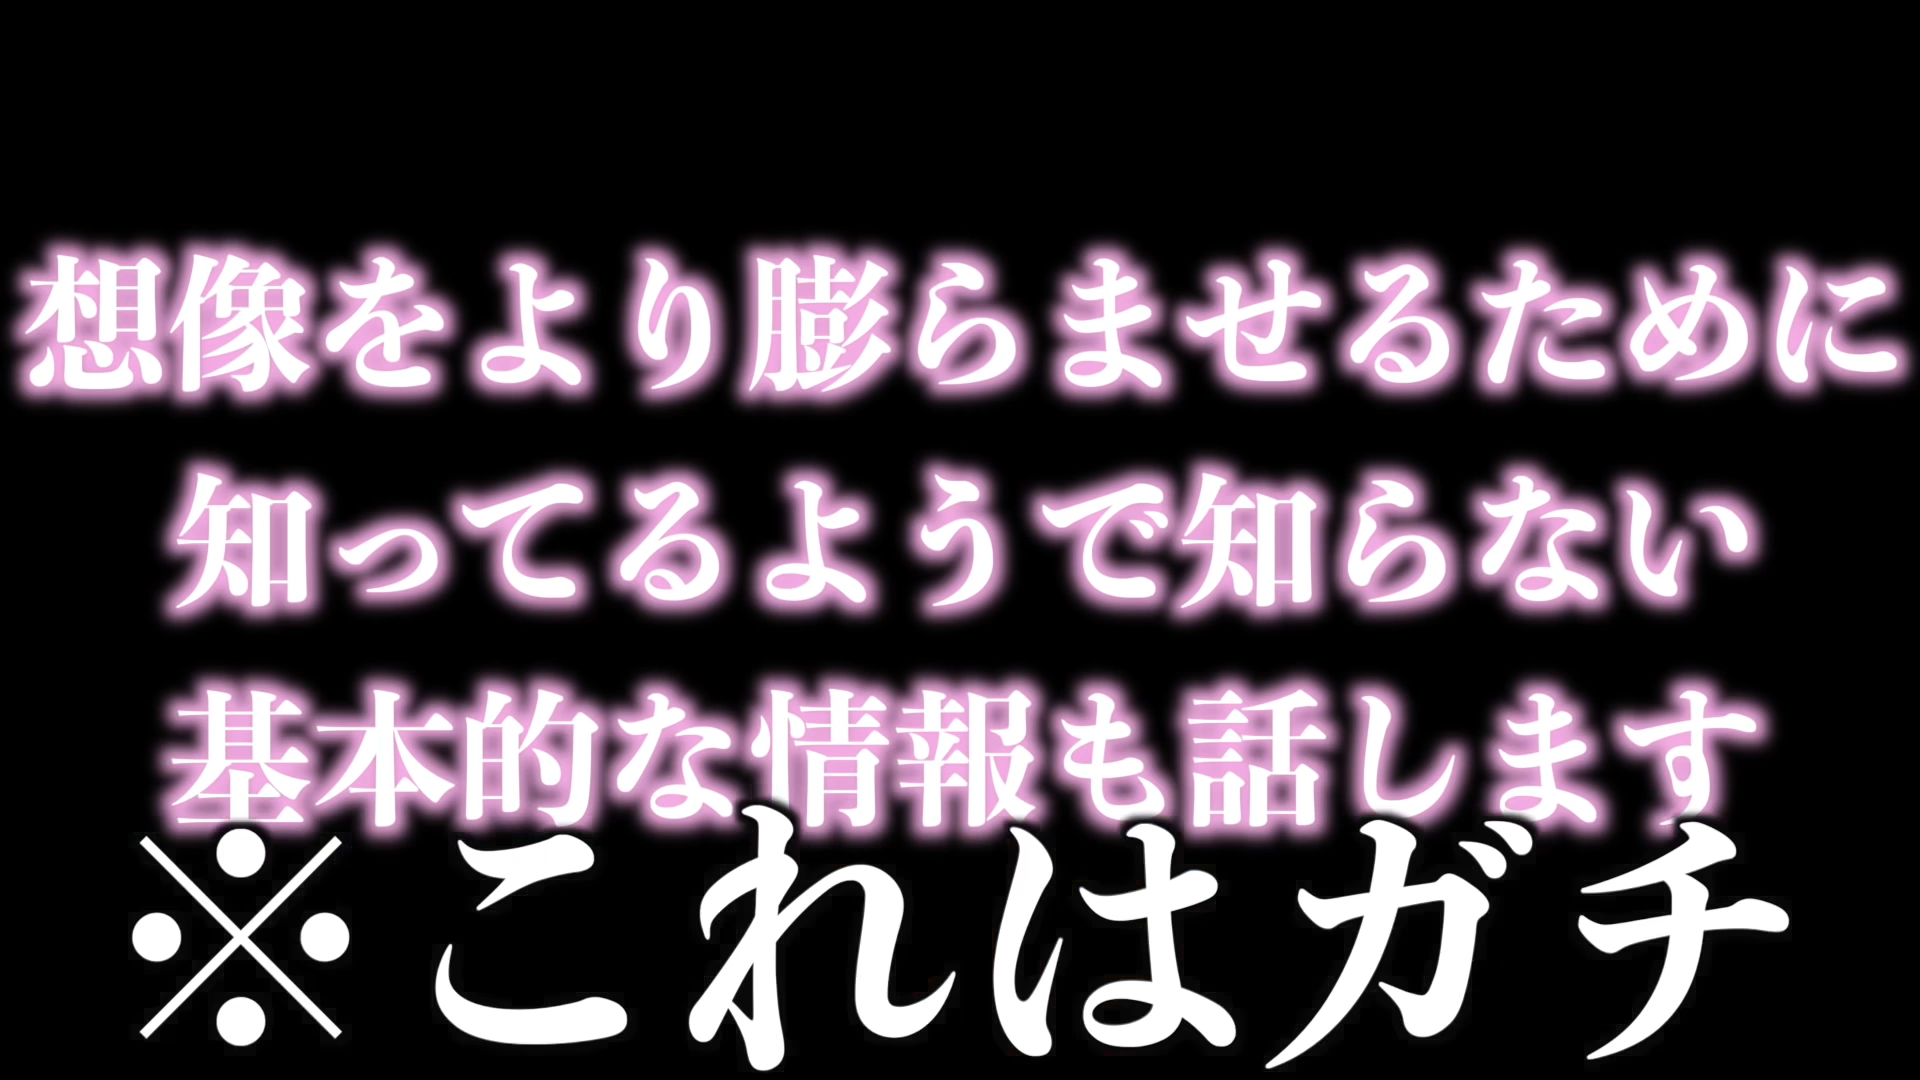 想像をより膨らませるために
知ってるようで知らない
基本的な情報も話します
※これはガチ